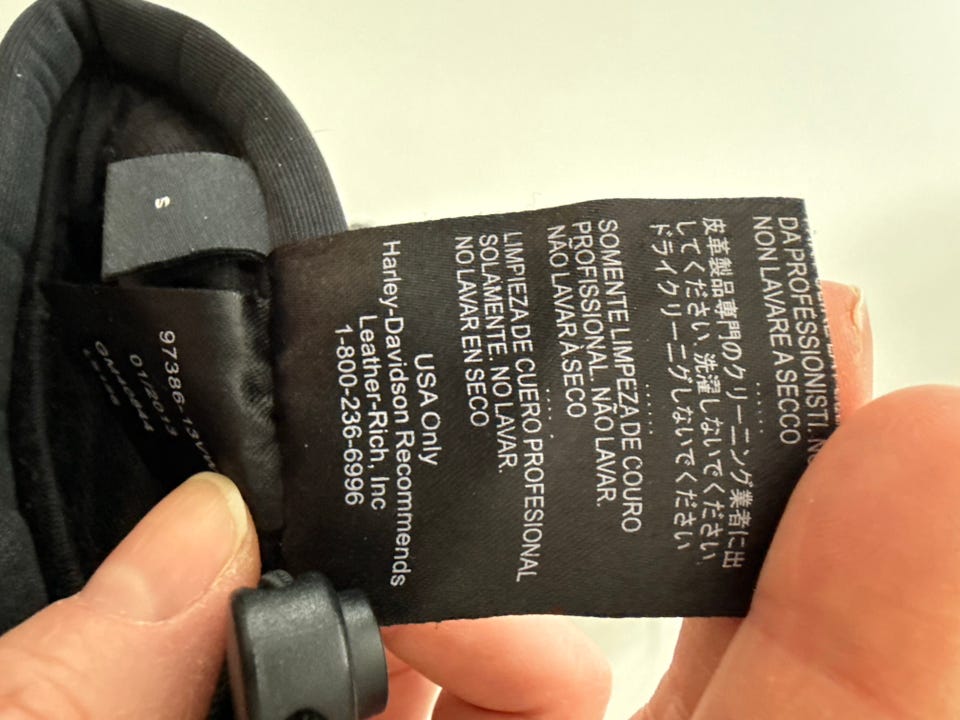 DA PROFESSIONISTI. NO
NON LAVARE A SECCO
皮革製品専門のクリーニング業者に出
してください. 洗濯しないでください.
ドライクリーニングしないでください
SOMENTE LIMPEZA DE COURO
PROFISSIONAL. NÃO LAVAR.
NÃO LAVAR À SECO
LIMPIEZA DE CUERO PROFESIONAL
SOLAMENTE. NO LAVAR.
NO LAVAR EN SECO
USA Only
Harley-Davidson Recommends
Leather-Rich, Inc
1-800-236-6996
S
97386-13VW
01/2013
GM40644